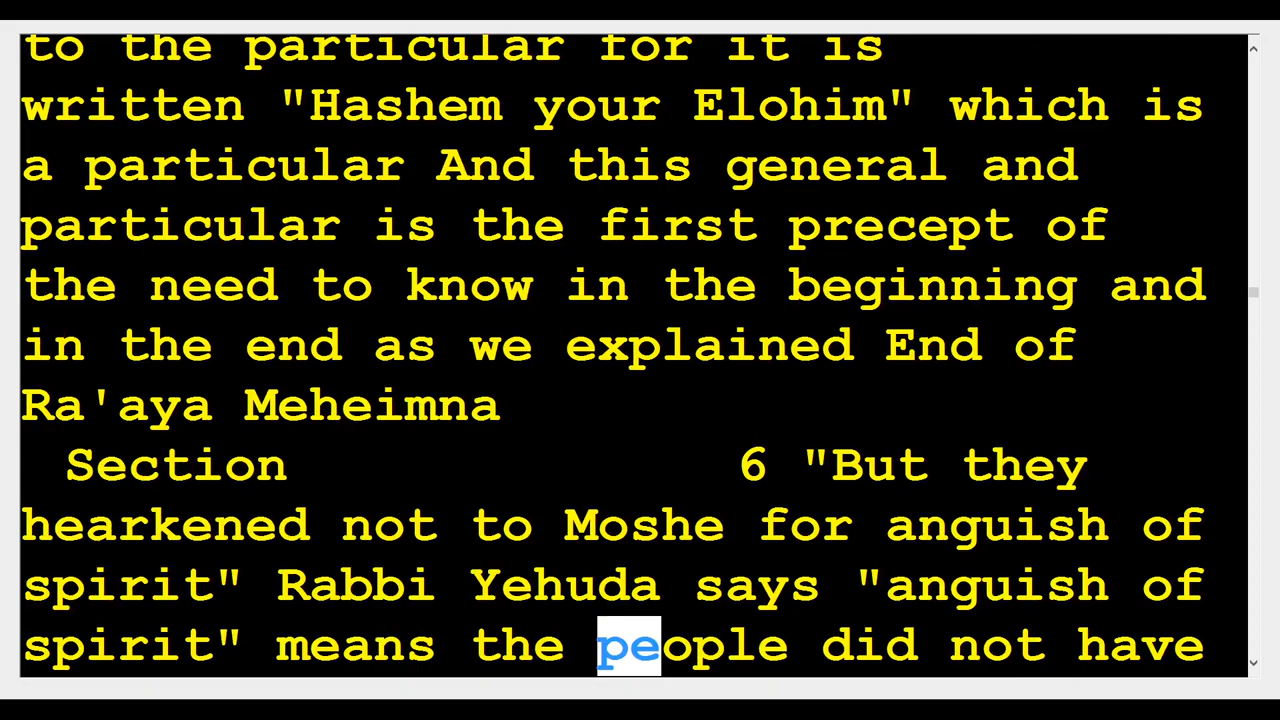 to the particular for it is
written "Hashem your Elohim" which is
a particular And this general and
particular is the first precept of
the need to know in the beginning and
in the end as we explained End of
Ra'aya Meheimna
Section 6 "But they
hearkened not to Moshe for anguish of
spirit" Rabbi Yehuda says "anguish of
spirit" means the people did not have